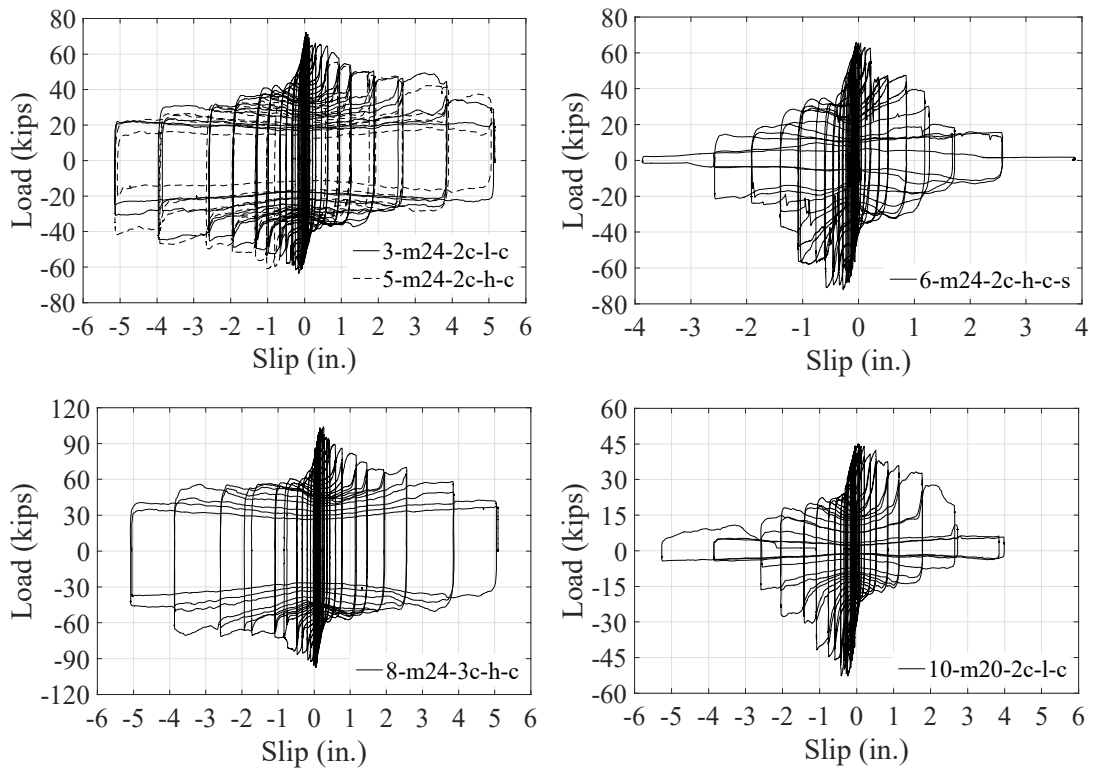 80
60
40
20
0
-20
-40
-60
-80
Load (kips)
3-m24-2c-l-c
5-m24-2c-h-c
-6 -5 -4 -3 -2 -1 0 1 2 3 4 5 6
Slip (in.)
80
60
40
20
0
-20
-40
-60
-80
Load (kips)
6-m24-2c-h-c-s
-4 -3 -2 -1 0 1 2 3 4
Slip (in.)
120
90
60
30
0
-30
-60
-90
-120
Load (kips)
8-m24-3c-h-c
-6 -5 -4 -3 -2 -1 0 1 2 3 4 5 6
Slip (in.)
60
45
30
15
0
-15
-30
-45
-60
Load (kips)
10-m20-2c-l-c
-6 -5 -4 -3 -2 -1 0 1 2 3 4 5 6
Slip (in.)